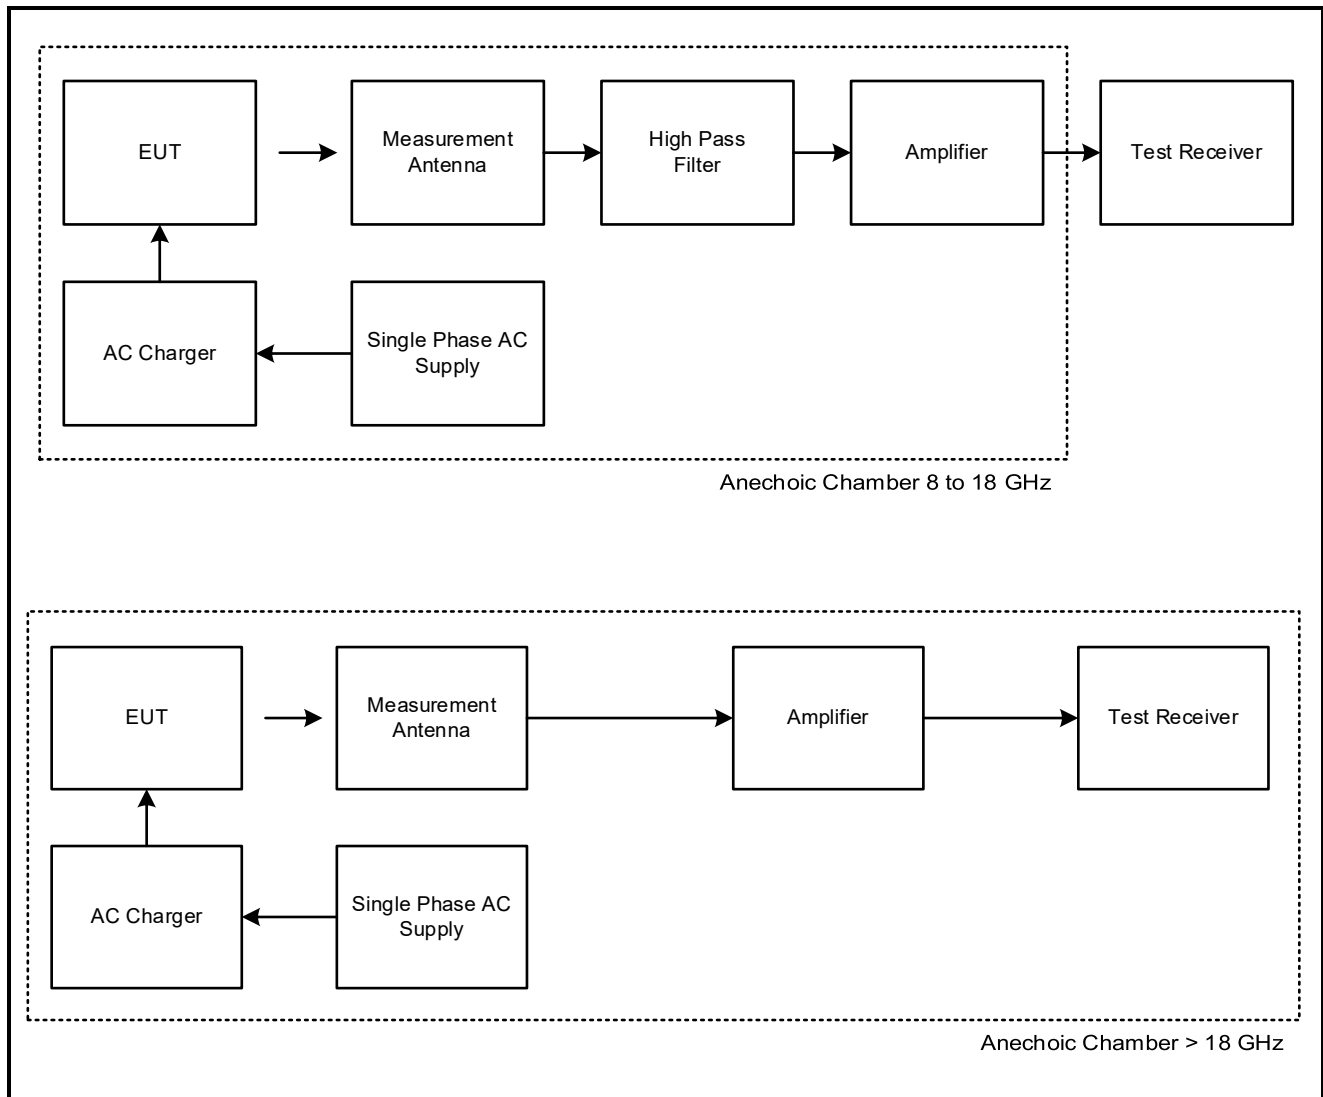 EUT
Measurement
Antenna
High Pass
Filter
Amplifier
Test Receiver
AC Charger
Single Phase AC
Supply
Anechoic Chamber 8 to 18 GHz
EUT
Measurement
Antenna
Amplifier
Test Receiver
AC Charger
Single Phase AC
Supply
Anechoic Chamber > 18 GHz